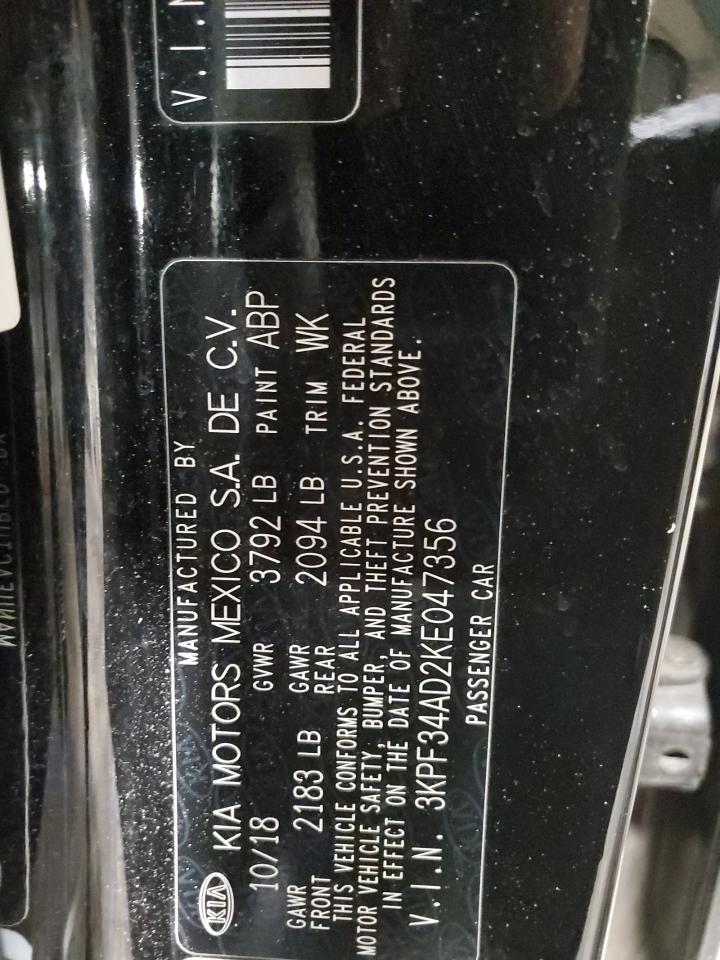 V.I.N
MANUFACTURED BY
KIA KIA MOTORS MEXICO S.A. DE C.V.
10/18 GVWR 3792 LB PAINT ABP
GAWR FRONT 2183 LB GAWR REAR 2094 LB TRIM WK
THIS VEHICLE CONFORMS TO ALL APPLICABLE U.S.A. FEDERAL
MOTOR VEHICLE SAFETY, BUMPER, AND THEFT PREVENTION STANDARDS
IN EFFECT ON THE DATE OF MANUFACTURE SHOWN ABOVE.
V.I.N. 3KPF34AD2KE047356
PASSENGER CAR